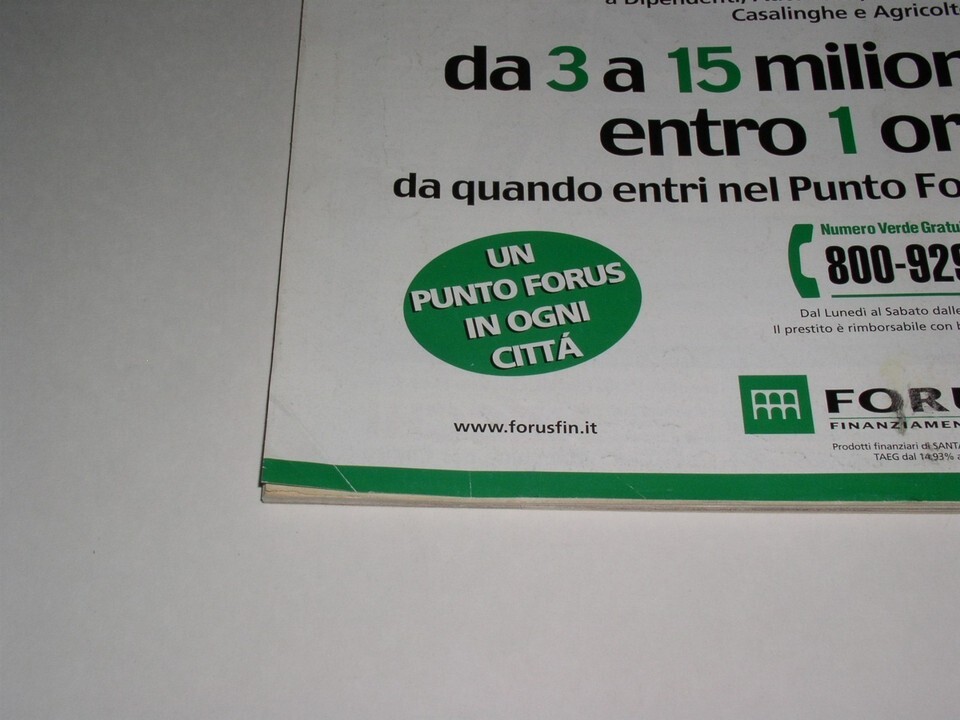 a Dipendenti,
Casalinghe e Agricolt
da 3 a 15 milion
entro 1 or
da quando entri nel Punto Fo
Numero Verde Gratu
800-929
UN
PUNTO FORUS
IN OGNI
CITTÁ
Dal Lunedì al Sabato dalle
Il prestito è rimborsabile con
www.forusfin.it
FORU
FINANZIAMEN
Prodotti finanziari di SANTA
TAEG dal 14,93% a